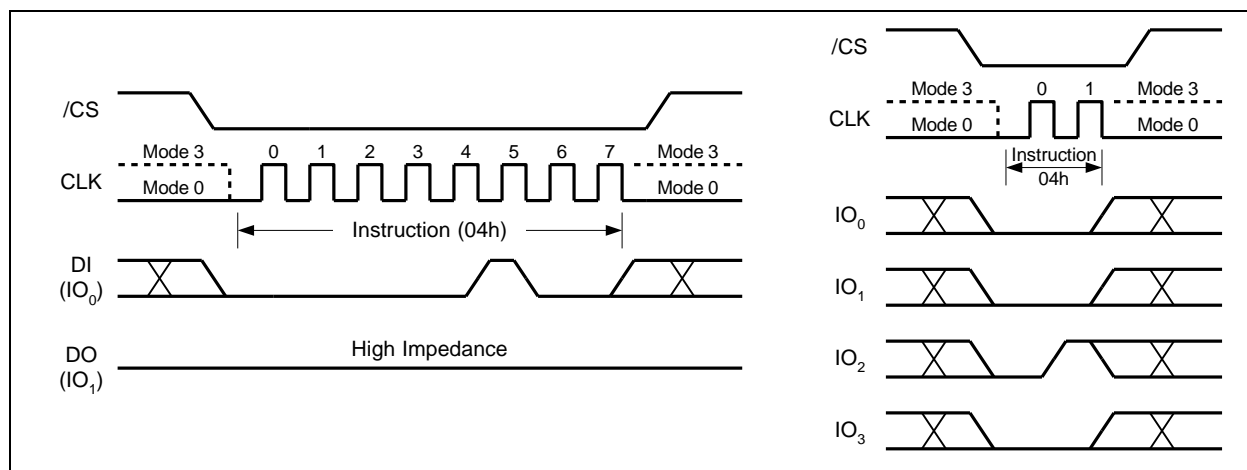 /CS
Mode 3 0 1 2 3 4 5 6 7 Mode 3
CLK Mode 0 Mode 0
Instruction (04h)
DI
(IO0)
High Impedance
DO
(IO1)
/CS
Mode 3 0 1 Mode 3
CLK Mode 0 Mode 0
Instruction
04h
IO0
IO1
IO2
IO3